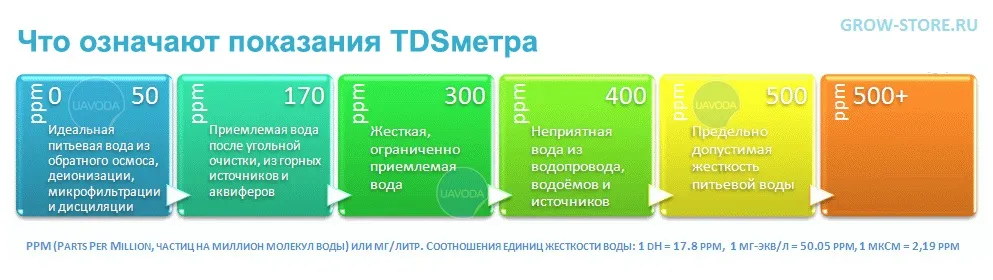 GROW-STORE.RU
Что означают показания TDSметра
ppm 0 50
UAVODA
Идеальная
питьевая вода из
обратного осмоса,
деионизации,
микрофильтрации
и дисциляции
ppm 170
Приемлемая вода
после угольной
очистки, из горных
источников и
аквиферов
ppm 300
Жесткая,
ограниченно
приемлемая
вода
UAVODA
ppm 400
Неприятная
вода из
водопровода,
водоёмов и
источников
ppm 500
UAVODA
Предельно
допустимая
жесткость
питьевой воды
ppm 500+
PPM (Parts Per Million, частиц на миллион молекул воды) или мг/литр. Соотношения единиц жесткости воды: 1 dH = 17.8 ppm, 1 мг-экв/л = 50.05 ppm, 1 мкСм = 2,19 ppm